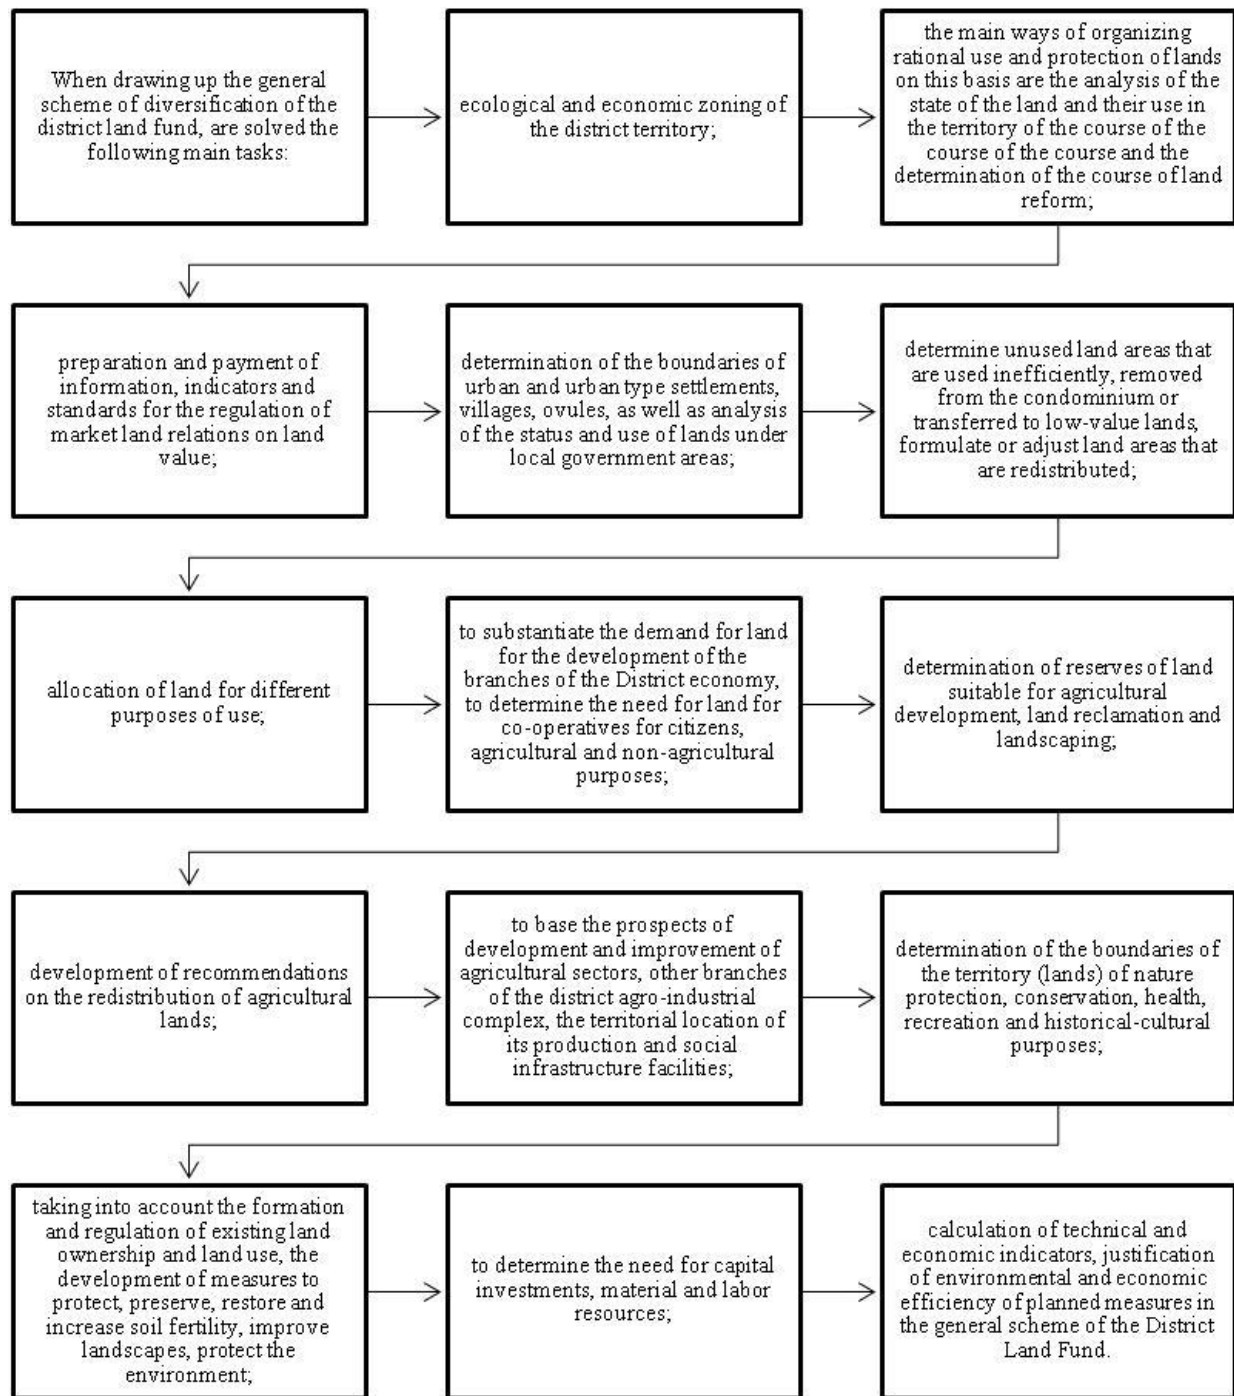 When drawing up the general
scheme of diversification of the
district land fund, are solved the
following main tasks:
ecological and economic zoning of
the district territory;
the main ways of organizing
rational use and protection of lands
on this basis are the analysis of the
state of the land and their use in
the territory of the course of the
course of the course and the
determination of the course of land
reform;
preparation and payment of
information, indicators and
standards for the regulation of
market land relations on land
value;
determination of the boundaries of
urban and urban type settlements,
villages, ovules, as well as analysis
of the status and use of lands under
local government areas;
determine unused land areas that
are used inefficiently, removed
from the condominium or
transferred to low-value lands,
formulate or adjust land areas that
are redistributed;
allocation of land for different
purposes of use;
to substantiate the demand for land
for the development of the
branches of the District economy,
to determine the need for land for
co-operatives for citizens,
agricultural and non-agricultural
purposes;
determination of reserves of land
suitable for agricultural
development, land reclamation and
landscaping;
development of recommendations
on the redistribution of agricultural
lands;
to base the prospects of
development and improvement of
agricultural sectors, other branches
of the district agro-industrial
complex, the territorial location of
its production and social
infrastructure facilities;
determination of the boundaries of
the territory (lands) of nature
protection, conservation, health,
recreation and historical-cultural
purposes;
taking into account the formation
and regulation of existing land
ownership and land use, the
development of measures to
protect, preserve, restore and
increase soil fertility, improve
landscapes, protect the
environment;
to determine the need for capital
investments, material and labor
resources;
calculation of technical and
economic indicators, justification
of environmental and economic
efficiency of planned measures in
the general scheme of the District
Land Fund.